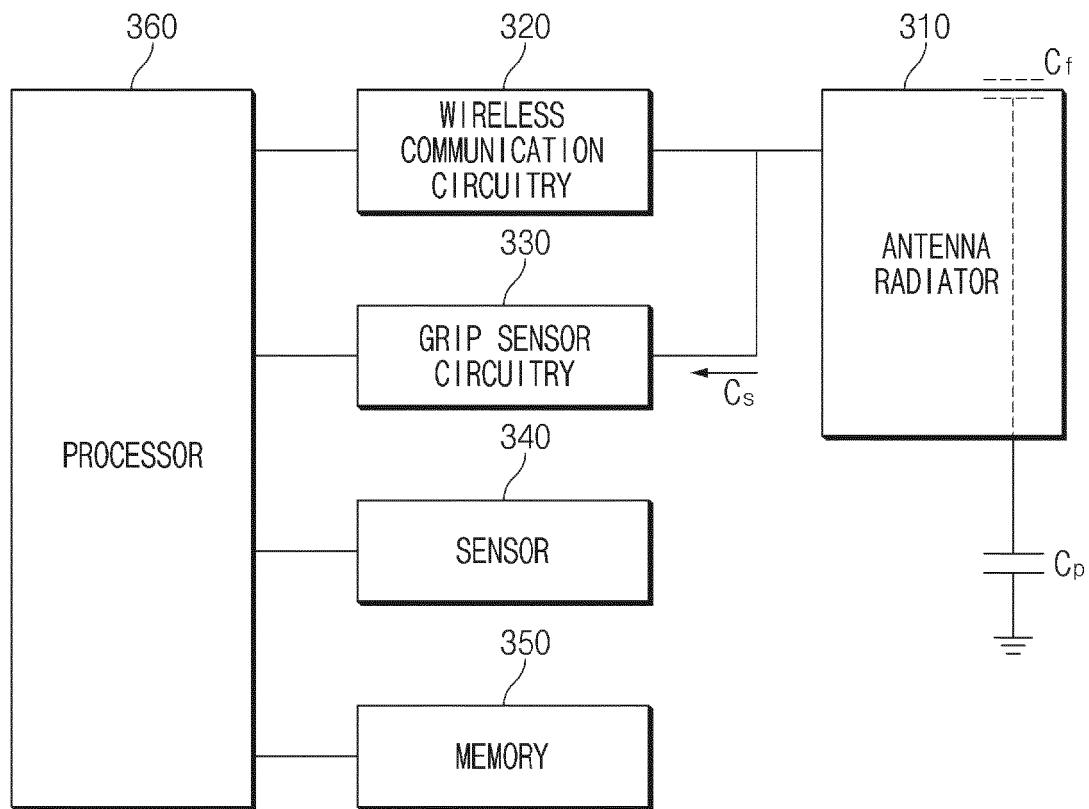 360
320
310
Cf
WIRELESS
COMMUNICATION
CIRCUITRY
330
ANTENNA
RADIATOR
GRIP SENSOR
CIRCUITRY
Cs
340
PROCESSOR
SENSOR
Cp
350
MEMORY